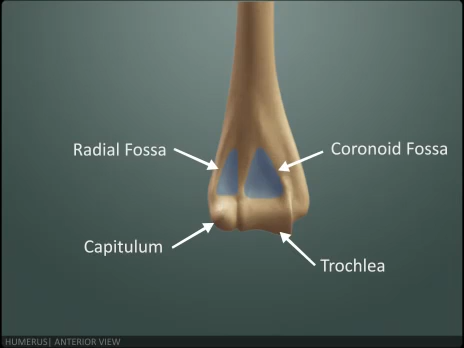 Radial Fossa
Coronoid Fossa
Capitulum
Trochlea
HUMERUS| ANTERIOR VIEW